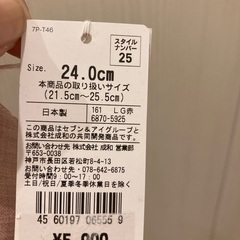 7P-T46
スタイル
ナンバー
25
Size.
24.0cm
本商品の取り扱いサイズ
(21.5cm～25.5cm)
日本製
161 LG赤
6870-5925
この商品はセブン&アイグループと
株式会社 成和の共同開発商品です。
お問い合わせ先 株式会社 成和 営業部
〒653-0038
神戸市長田区若松町8-4-13
お問い合わせ先 078-642-6875
受付時間 9:00～17:00
土日/祝日/夏季冬季休業日を除く
45 60197 06555 9